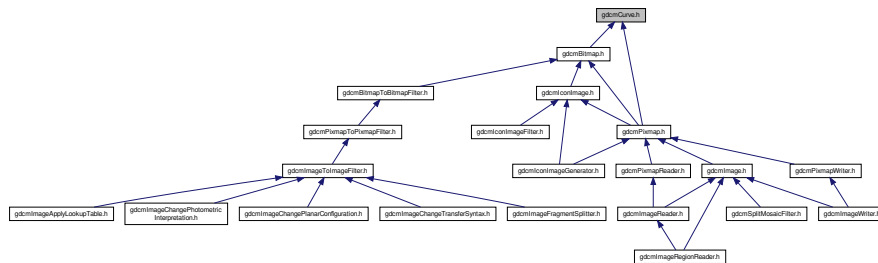 gdcmCurve.h
gdcmBitmap.h
gdcmBitmapToBitmapFilter.h
gdcmIconImage.h
gdcmPixmapToPixmapFilter.h
gdcmIconImageFilter.h
gdcmPixmap.h
gdcmImageToImageFilter.h
gdcmIconImageGenerator.h
gdcmPixmapReader.h
gdcmImage.h
gdcmPixmapWriter.h
gdcmImageApplyLookupTable.h
gdcmImageChangePhotometric
Interpretation.h
gdcmImageChangePlanarConfiguration.h
gdcmImageChangeTransferSyntax.h
gdcmImageFragmentSplitter.h
gdcmImageReader.h
gdcmSplitMosaicFilter.h
gdcmImageWriter.h
gdcmImageRegionReader.h